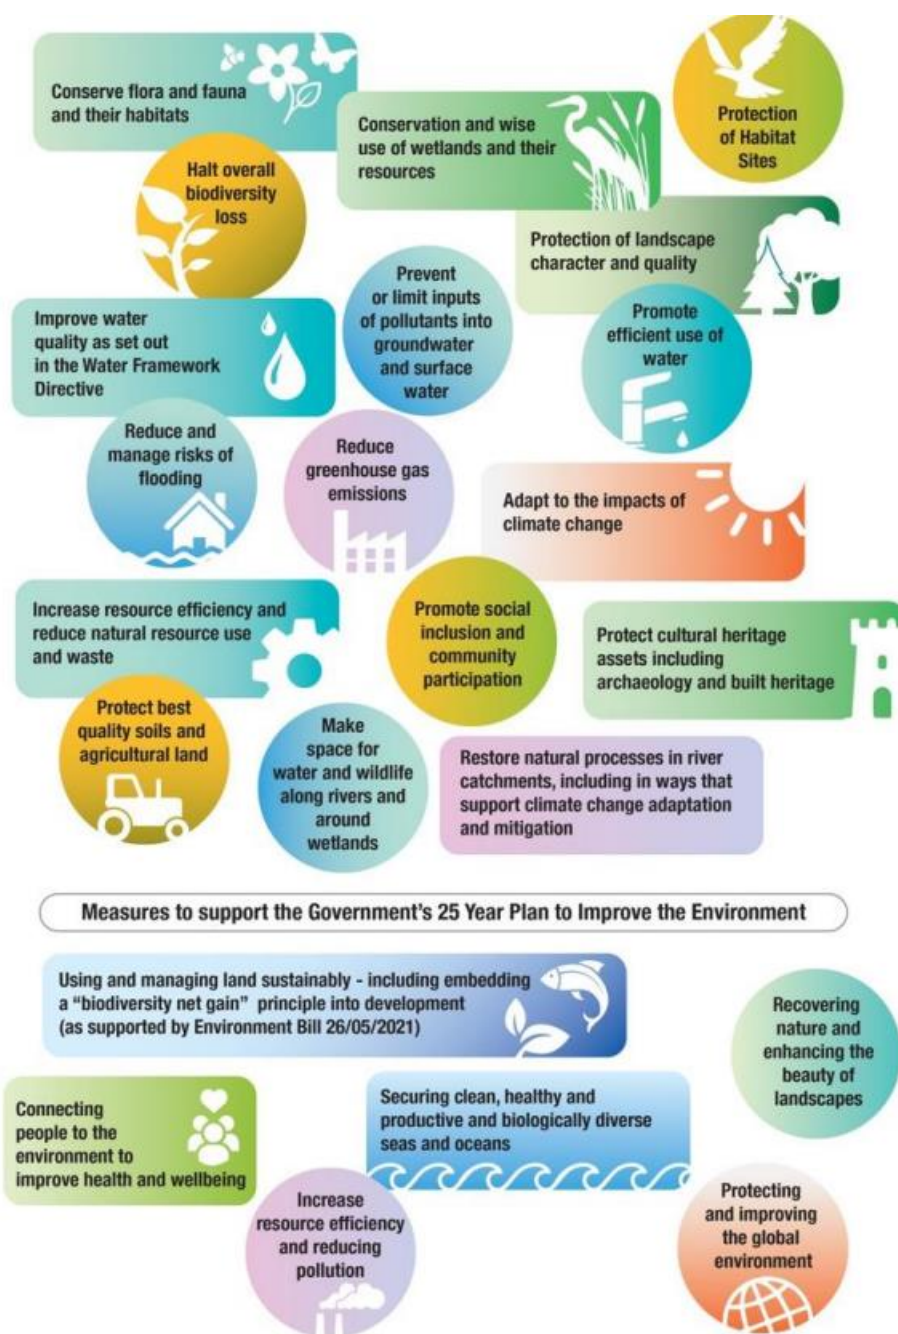 Conserve flora and fauna
and their habitats
Conservation and wise
use of wetlands and their
resources
Protection
of Habitat
Sites
Halt overall
biodiversity
loss
Protection of landscape
character and quality
Prevent
or limit inputs
of pollutants into
groundwater
and surface
water
Improve water
quality as set out
in the Water Framework
Directive
Promote
efficient use of
water
Reduce and
manage risks of
flooding
Reduce
greenhouse gas
emissions
Adapt to the impacts of
climate change
Increase resource efficiency and
reduce natural resource use
and waste
Promote social
inclusion and
community
participation
Protect cultural heritage
assets including
archaeology and built heritage
Protect best
quality soils and
agricultural land
Make
space for
water and wildlife
along rivers and
around
wetlands
Restore natural processes in river
catchments, including in ways that
support climate change adaptation
and mitigation
Measures to support the Government's 25 Year Plan to Improve the Environment
Using and managing land sustainably - including embedding
a "biodiversity net gain" principle into development
(as supported by Environment Bill 26/05/2021)
Recovering
nature and
enhancing the
beauty of
landscapes
Connecting
people to the
environment to
improve health and wellbeing
Securing clean, healthy and
productive and biologically diverse
seas and oceans
Increase
resource efficiency
and reducing
pollution
Protecting
and improving
the global
environment